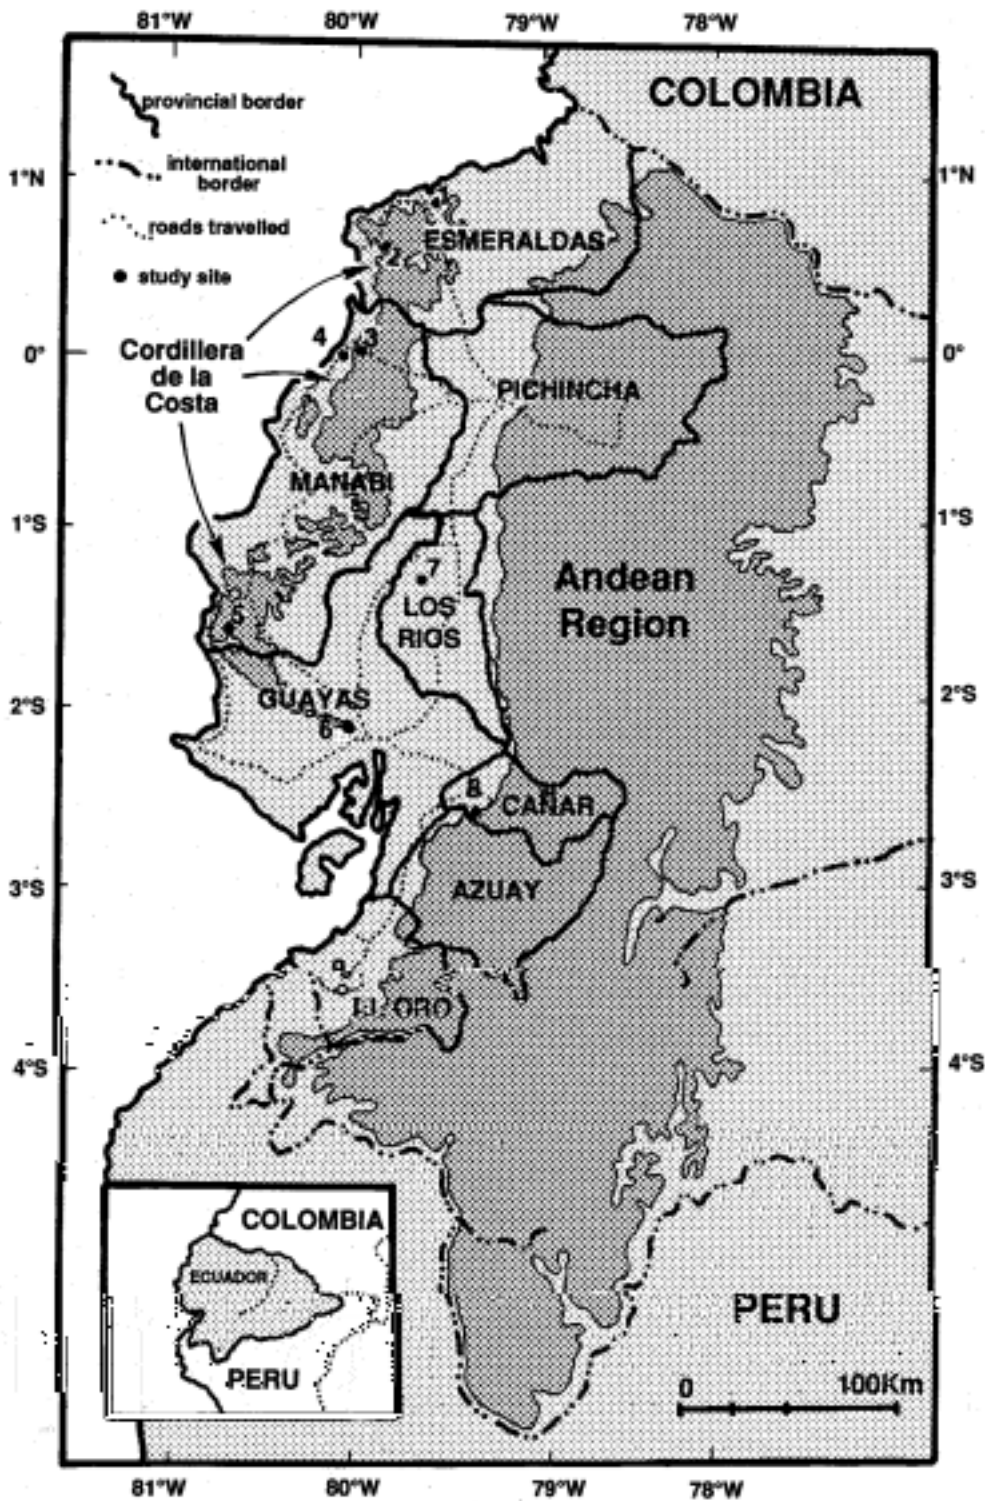 81°W 80°W 79°W 78°W
COLOMBIA
provincial border
international
border
roads travelled
study site
1°N 1°N
1
ESMERALDAS
2
4 3
Cordillera
de la
Costa
0° 0°
PICHINCHA
MANABI
1°S 1°S
Andean
Region
7
LOS
RIOS
5
2°S 2°S
GUAYAS
6
8
CAÑAR
AZUAY
3°S 3°S
9
EL ORO
4°S 4°S
COLOMBIA
ECUADOR
PERU
PERU
0 100Km
81°W 80°W 79°W 78°W